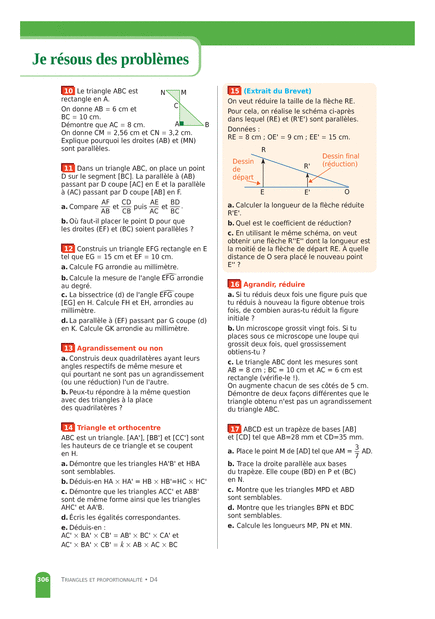 Je résous des problèmes
10 Le triangle ABC est
rectangle en A.
On donne AB = 6 cm et
BC = 10 cm.
Démontre que AC = 8 cm.
On donne CM = 2,56 cm et CN = 3,2 cm.
Explique pourquoi les droites (AB) et (MN)
sont parallèles.
N M
C
A B
11 Dans un triangle ABC, on place un point
D sur le segment [BC]. La parallèle à (AB)
passant par D coupe [AC] en E et la parallèle
à (AC) passant par D coupe [AB] en F.
a. Compare AF/AB et CD/CB puis AE/AC et BD/BC.
b. Où faut-il placer le point D pour que
les droites (EF) et (BC) soient parallèles ?
12 Construis un triangle EFG rectangle en E
tel que EG = 15 cm et EF = 10 cm.
a. Calcule FG arrondie au millimètre.
b. Calcule la mesure de l'angle EFG arrondie
au degré.
c. La bissectrice (d) de l'angle EFG coupe
[EG] en H. Calcule FH et EH, arrondies au
millimètre.
d. La parallèle à (EF) passant par G coupe (d)
en K. Calcule GK arrondie au millimètre.
13 Agrandissement ou non
a. Construis deux quadrilatères ayant leurs
angles respectifs de même mesure et
qui pourtant ne sont pas un agrandissement
(ou une réduction) l'un de l'autre.
b. Peux-tu répondre à la même question
avec des triangles à la place
des quadrilatères ?
14 Triangle et orthocentre
ABC est un triangle. [AA'], [BB'] et [CC'] sont
les hauteurs de ce triangle et se coupent
en H.
a. Démontre que les triangles HA'B' et HBA
sont semblables.
b. Déduis-en HA × HA' = HB × HB'=HC × HC'
c. Démontre que les triangles ACC' et ABB'
sont de même forme ainsi que les triangles
AHC' et AA'B.
d. Écris les égalités correspondantes.
e. Déduis-en :
AC' × BA' × CB' = AB' × BC' × CA' et
AC' × BA' × CB' = k × AB × AC × BC
15 (Extrait du Brevet)
On veut réduire la taille de la flèche RE.
Pour cela, on réalise le schéma ci-après
dans lequel (RE) et (R'E') sont parallèles.
Données :
RE = 8 cm ; OE' = 9 cm ; EE' = 15 cm.
R
Dessin
de
départ
R'
Dessin final
(réduction)
E E' O
a. Calculer la longueur de la flèche réduite
R'E'.
b. Quel est le coefficient de réduction?
c. En utilisant le même schéma, on veut
obtenir une flèche R''E'' dont la longueur est
la moitié de la flèche de départ RE. À quelle
distance de O sera placé le nouveau point
E'' ?
16 Agrandir, réduire
a. Si tu réduis deux fois une figure puis que
tu réduis à nouveau la figure obtenue trois
fois, de combien auras-tu réduit la figure
initiale ?
b. Un microscope grossit vingt fois. Si tu
places sous ce microscope une loupe qui
grossit deux fois, quel grossissement
obtiens-tu ?
c. Le triangle ABC dont les mesures sont
AB = 8 cm ; BC = 10 cm et AC = 6 cm est
rectangle (vérifie-le !).
On augmente chacun de ses côtés de 5 cm.
Démontre de deux façons différentes que le
triangle obtenu n'est pas un agrandissement
du triangle ABC.
17 ABCD est un trapèze de bases [AB]
et [CD] tel que AB=28 mm et CD=35 mm.
a. Place le point M de [AD] tel que AM = 3/7 AD.
b. Trace la droite parallèle aux bases
du trapèze. Elle coupe (BD) en P et (BC)
en N.
c. Montre que les triangles MPD et ABD
sont semblables.
d. Montre que les triangles BPN et BDC
sont semblables.
e. Calcule les longueurs MP, PN et MN.
306 TRIANGLES ET PROPORTIONNALITÉ • D4